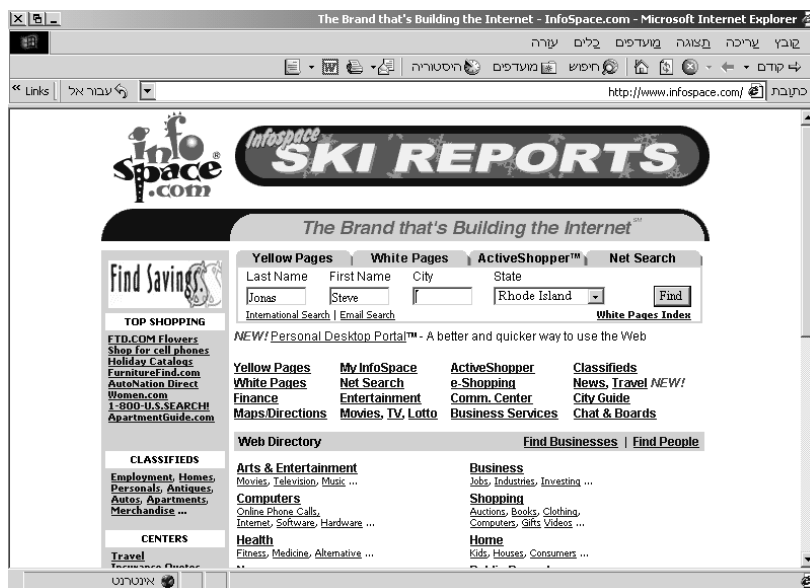 The Brand that's Building the Internet - InfoSpace.com - Microsoft Internet Explorer
קובץ עריכה תצוגה מועדפים כלים עזרה
קודם חיפוש מועדפים היסטוריה
כתובת http://www.infospace.com/ עבור אל Links
info
space
.com
Infospace
SKI REPORTS
The Brand that's Building the Internet℠
Find Savings
Yellow Pages White Pages ActiveShopper™ Net Search
Last Name First Name City State
Jonas Steve Rhode Island Find
International Search | Email Search White Pages Index
NEW! Personal Desktop Portal™ - A better and quicker way to use the Web
TOP SHOPPING
FTD.COM Flowers
Shop for cell phones
Holiday Catalogs
FurnitureFind.com
AutoNation Direct
Women.com
1-800-U.S.SEARCH!
ApartmentGuide.com
Yellow Pages My InfoSpace ActiveShopper Classifieds
White Pages Net Search e-Shopping News, Travel NEW!
Finance Entertainment Comm. Center City Guide
Maps/Directions Movies, TV, Lotto Business Services Chat & Boards
Web Directory Find Businesses | Find People
CLASSIFIEDS
Employment, Homes,
Personals, Antiques,
Autos, Apartments,
Merchandise ...
CENTERS
Travel
Insurance Quotes
Arts & Entertainment
Movies, Television, Music ...
Computers
Online Phone Calls,
Internet, Software, Hardware ...
Health
Fitness, Medicine, Alternative ...
Business
Jobs, Industries, Investing ...
Shopping
Auctions, Books, Clothing,
Computers, Gifts Videos ...
Home
Kids, Houses, Consumers ...
אינטרנט